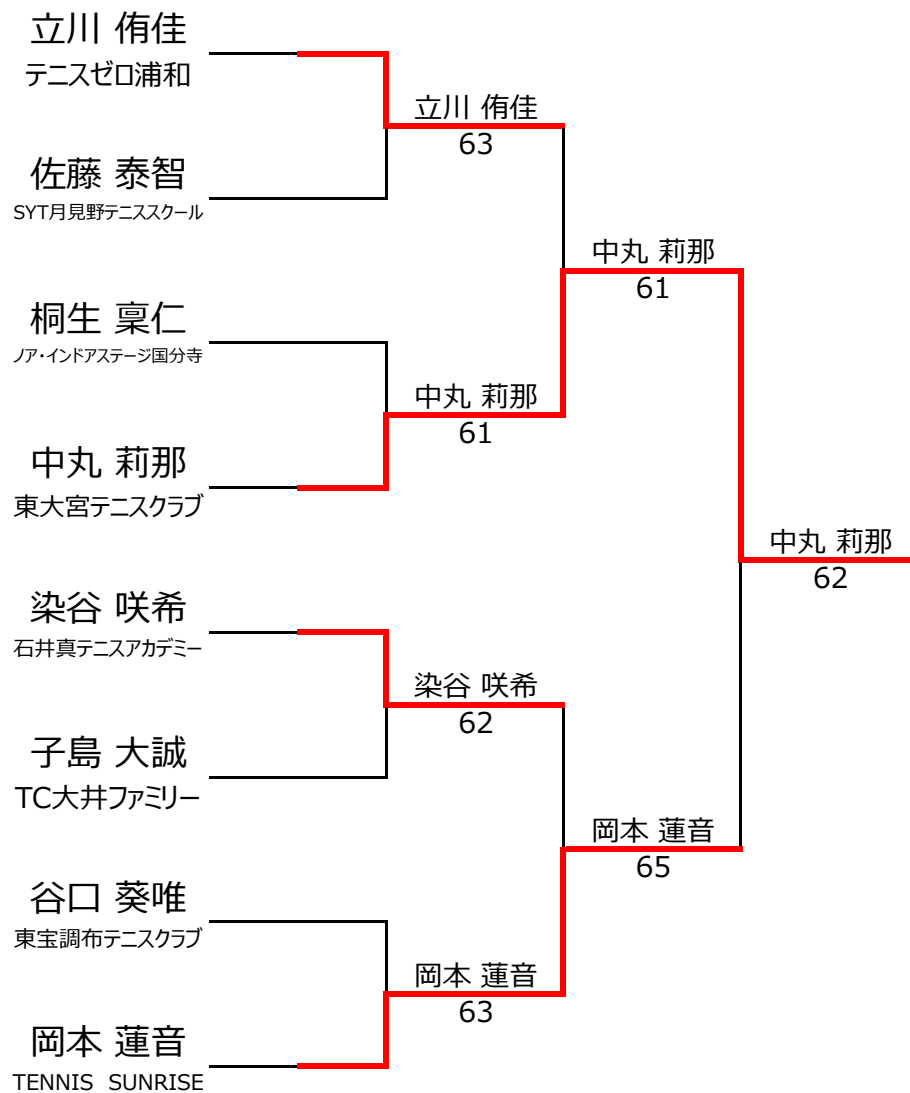 立川 侑佳
テニスゼロ浦和
立川 侑佳
63
佐藤 泰智
SYT月見野テニススクール
中丸 莉那
61
桐生 稟仁
ノア・インドアステージ国分寺
中丸 莉那
61
中丸 莉那
東大宮テニスクラブ
中丸 莉那
62
染谷 咲希
石井真テニスアカデミー
染谷 咲希
62
子島 大誠
TC大井ファミリー
岡本 蓮音
65
谷口 葵唯
東宝調布テニスクラブ
岡本 蓮音
63
岡本 蓮音
TENNIS SUNRISE